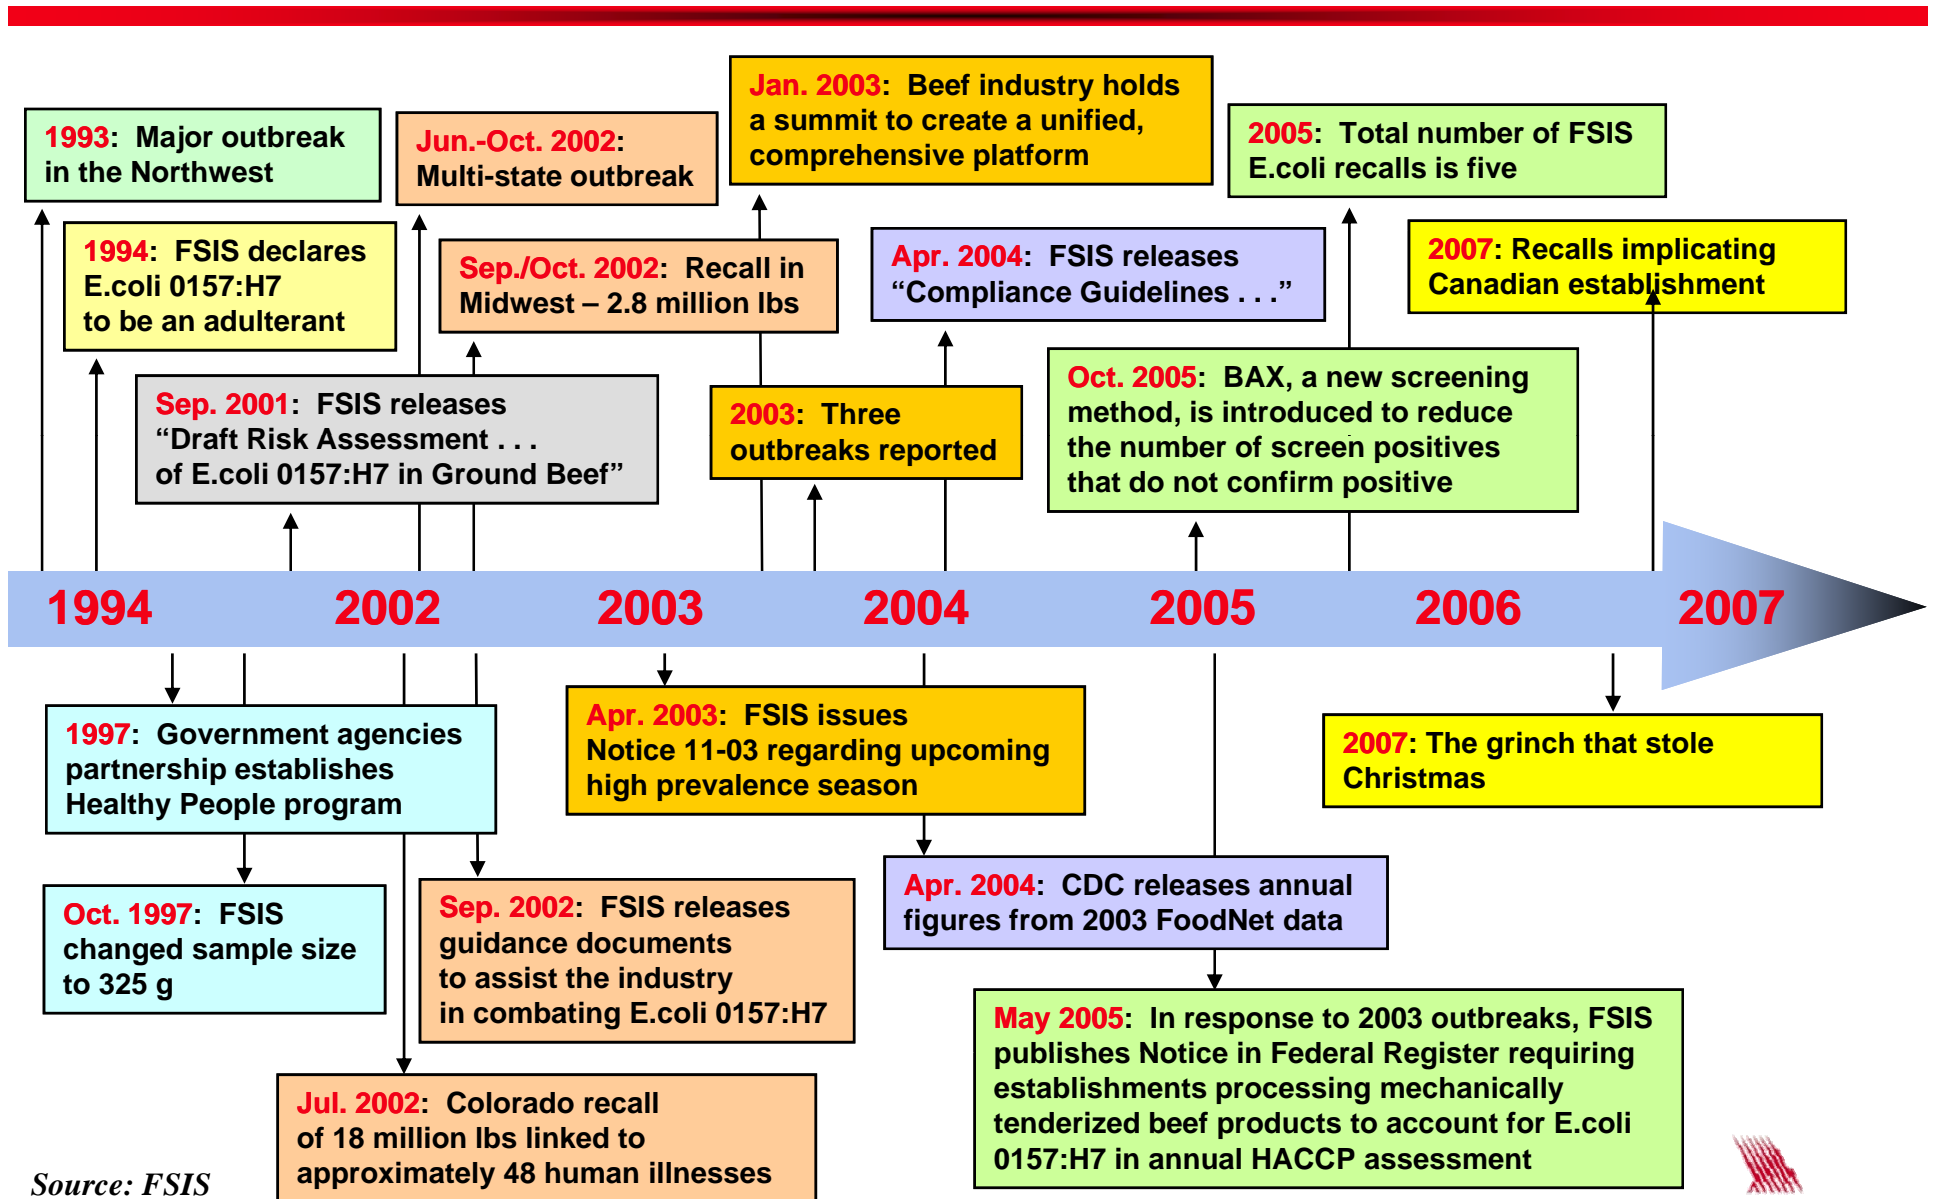 1993: Major outbreak
in the Northwest
Jun.-Oct. 2002:
Multi-state outbreak
Jan. 2003: Beef industry holds
a summit to create a unified,
comprehensive platform
2005: Total number of FSIS
E.coli recalls is five
1994: FSIS declares
E.coli 0157:H7
to be an adulterant
Sep./Oct. 2002: Recall in
Midwest – 2.8 million lbs
Apr. 2004: FSIS releases
“Compliance Guidelines . . .”
2007: Recalls implicating
Canadian establishment
Sep. 2001: FSIS releases
“Draft Risk Assessment . . .
of E.coli 0157:H7 in Ground Beef”
2003: Three
outbreaks reported
Oct. 2005: BAX, a new screening
method, is introduced to reduce
the number of screen positives
that do not confirm positive
1994 2002 2003 2004 2005 2006 2007
1997: Government agencies
partnership establishes
Healthy People program
Apr. 2003: FSIS issues
Notice 11-03 regarding upcoming
high prevalence season
2007: The grinch that stole
Christmas
Oct. 1997: FSIS
changed sample size
to 325 g
Sep. 2002: FSIS releases
guidance documents
to assist the industry
in combating E.coli 0157:H7
Apr. 2004: CDC releases annual
figures from 2003 FoodNet data
Jul. 2002: Colorado recall
of 18 million lbs linked to
approximately 48 human illnesses
May 2005: In response to 2003 outbreaks, FSIS
publishes Notice in Federal Register requiring
establishments processing mechanically
tenderized beef products to account for E.coli
0157:H7 in annual HACCP assessment
Source: FSIS